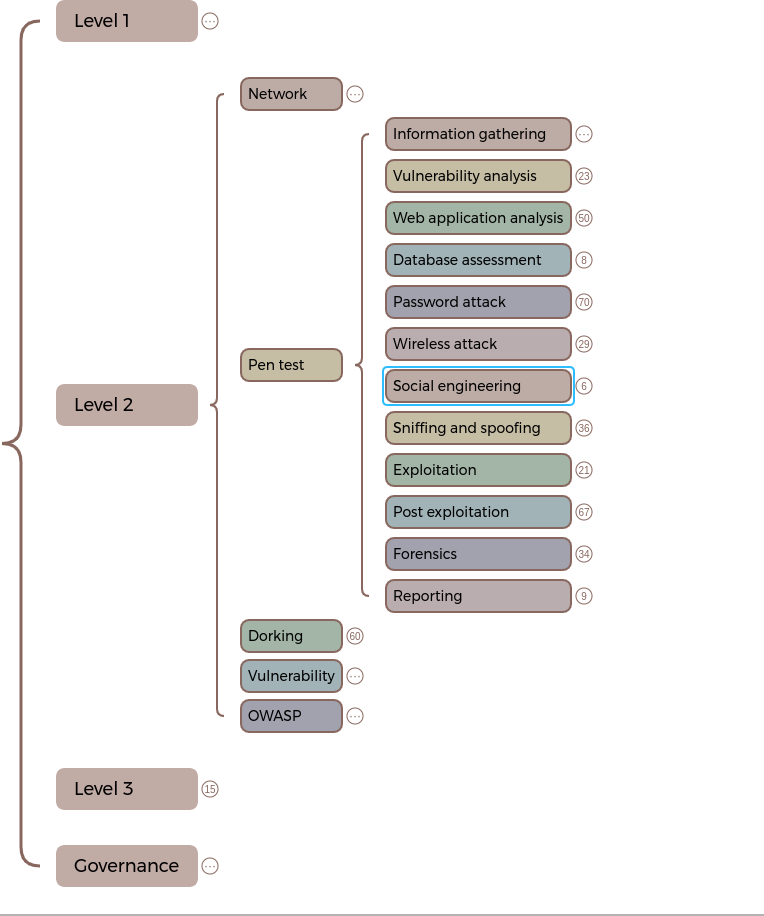 Level 1
...
Network
...
Information gathering
...
Vulnerability analysis
23
Web application analysis
50
Database assessment
8
Password attack
70
Wireless attack
29
Pen test
Social engineering
6
Level 2
Sniffing and spoofing
36
Exploitation
21
Post exploitation
67
Forensics
34
Reporting
9
Dorking
60
Vulnerability
...
OWASP
...
Level 3
15
Governance
...